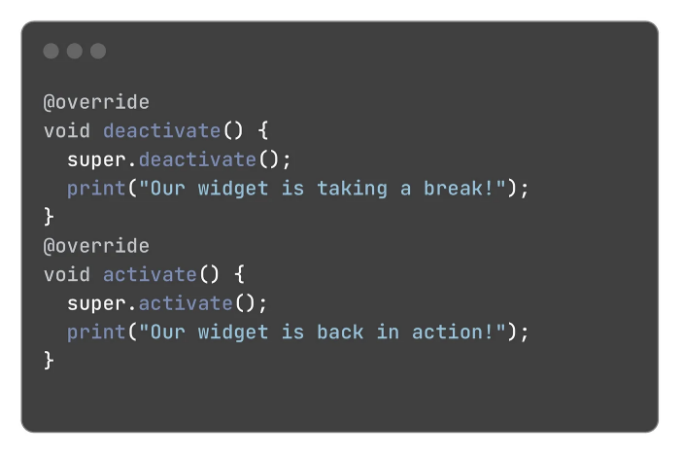 @override
void deactivate() {
  super.deactivate();
  print("Our widget is taking a break!");
}
@override
void activate() {
  super.activate();
  print("Our widget is back in action!");
}